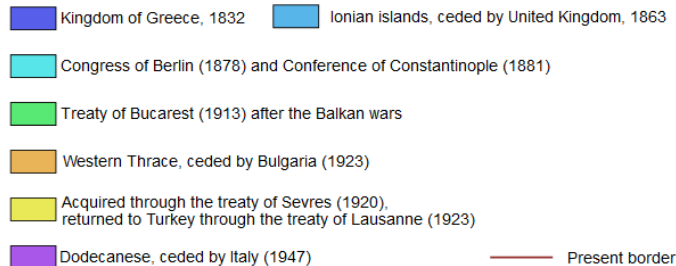 Kingdom of Greece, 1832
Ionian islands, ceded by United Kingdom, 1863
Congress of Berlin (1878) and Conference of Constantinople (1881)
Treaty of Bucarest (1913) after the Balkan wars
Western Thrace, ceded by Bulgaria (1923)
Acquired through the treaty of Sevres (1920),
returned to Turkey through the treaty of Lausanne (1923)
Dodecanese, ceded by Italy (1947)
Present border